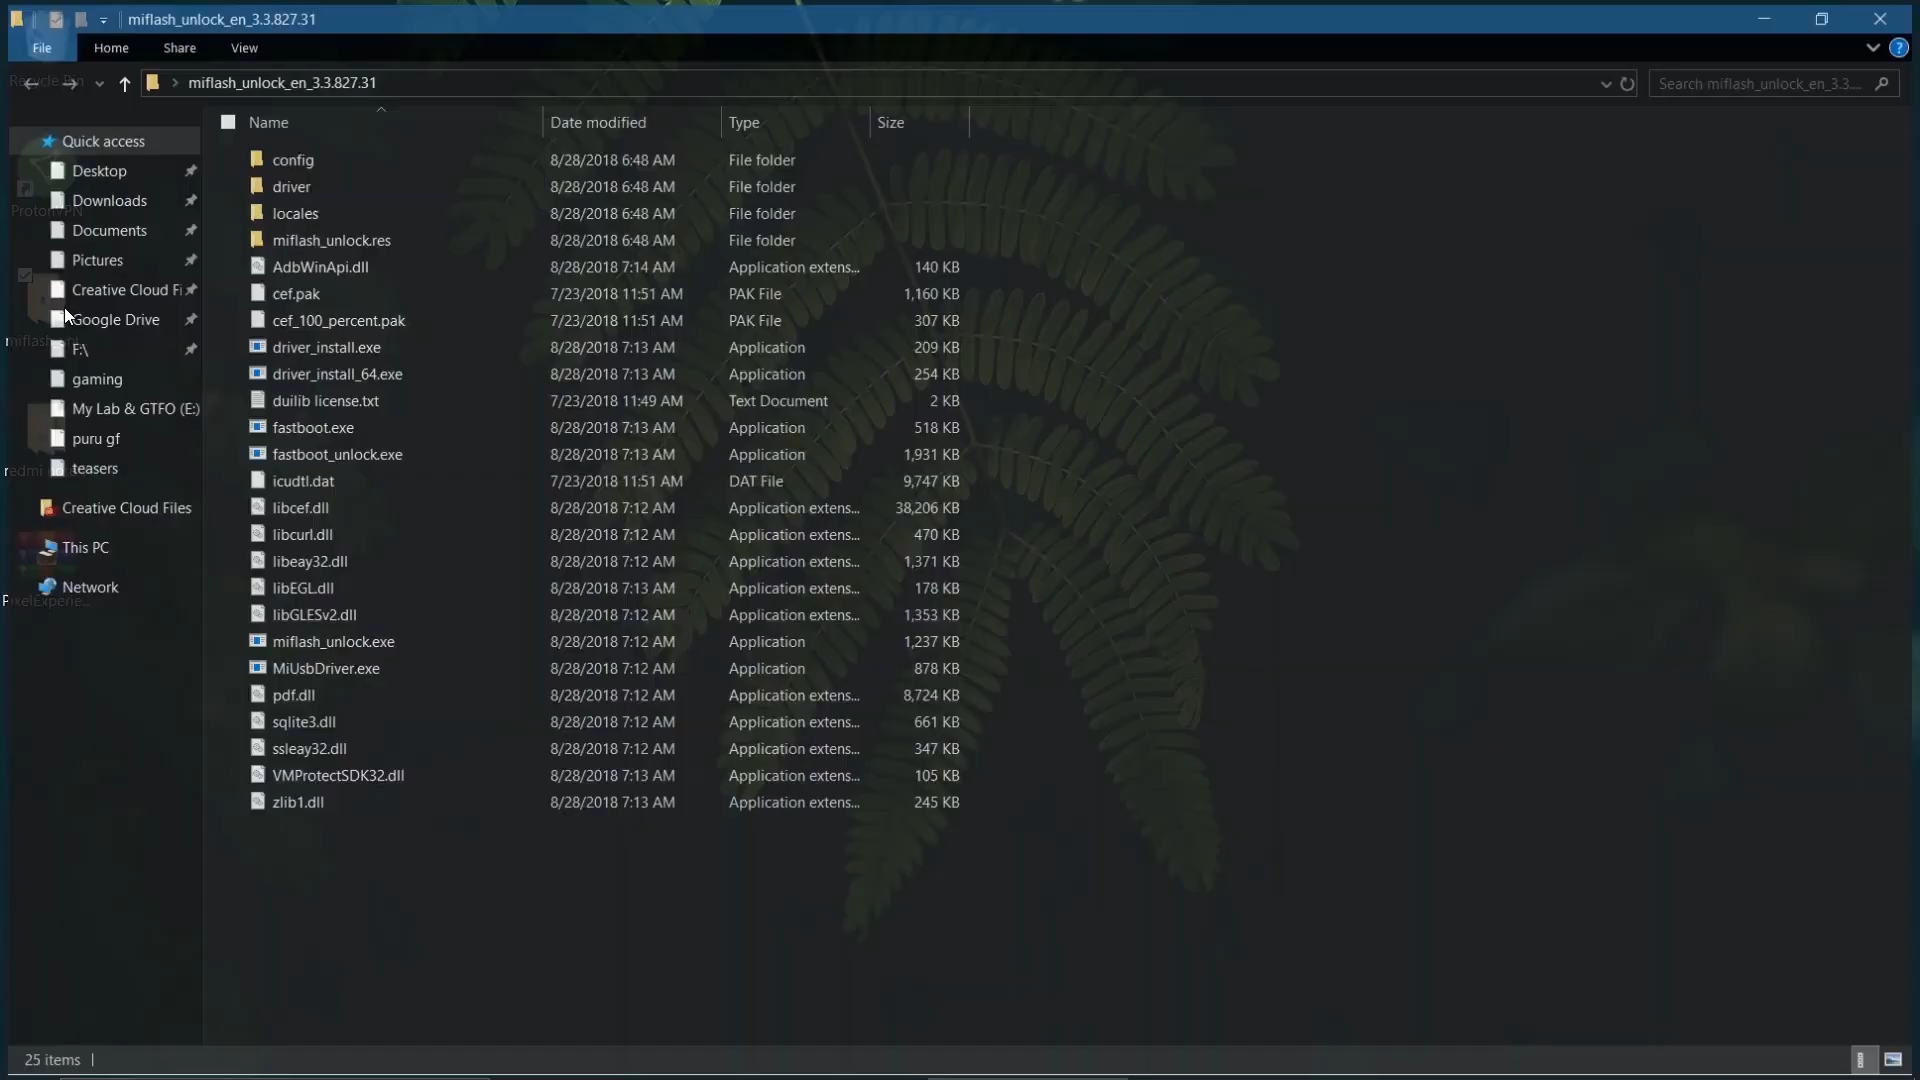 miflash_unlock_en_3.3.827.31
File Home Share View
miflash_unlock_en_3.3.827.31 Search miflash_unlock_en_3.3....
Name Date modified Type Size
Quick access
Desktop
Downloads
ProtonVPN
Documents
Pictures
Creative Cloud Fi
Google Drive
F:\
gaming
My Lab & GTFO (E:)
puru gf
teasers
Creative Cloud Files
This PC
Network
config 8/28/2018 6:48 AM File folder
driver 8/28/2018 6:48 AM File folder
locales 8/28/2018 6:48 AM File folder
miflash_unlock.res 8/28/2018 6:48 AM File folder
AdbWinApi.dll 8/28/2018 7:14 AM Application extens... 140 KB
cef.pak 7/23/2018 11:51 AM PAK File 1,160 KB
cef_100_percent.pak 7/23/2018 11:51 AM PAK File 307 KB
driver_install.exe 8/28/2018 7:13 AM Application 209 KB
driver_install_64.exe 8/28/2018 7:13 AM Application 254 KB
duilib license.txt 7/23/2018 11:49 AM Text Document 2 KB
fastboot.exe 8/28/2018 7:13 AM Application 518 KB
fastboot_unlock.exe 8/28/2018 7:13 AM Application 1,931 KB
icudtl.dat 7/23/2018 11:51 AM DAT File 9,747 KB
libcef.dll 8/28/2018 7:12 AM Application extens... 38,206 KB
libcurl.dll 8/28/2018 7:12 AM Application extens... 470 KB
libeay32.dll 8/28/2018 7:12 AM Application extens... 1,371 KB
libEGL.dll 8/28/2018 7:13 AM Application extens... 178 KB
libGLESv2.dll 8/28/2018 7:12 AM Application extens... 1,353 KB
miflash_unlock.exe 8/28/2018 7:12 AM Application 1,237 KB
MiUsbDriver.exe 8/28/2018 7:12 AM Application 878 KB
pdf.dll 8/28/2018 7:12 AM Application extens... 8,724 KB
sqlite3.dll 8/28/2018 7:12 AM Application extens... 661 KB
ssleay32.dll 8/28/2018 7:12 AM Application extens... 347 KB
VMProtectSDK32.dll 8/28/2018 7:13 AM Application extens... 105 KB
zlib1.dll 8/28/2018 7:13 AM Application extens... 245 KB
25 items